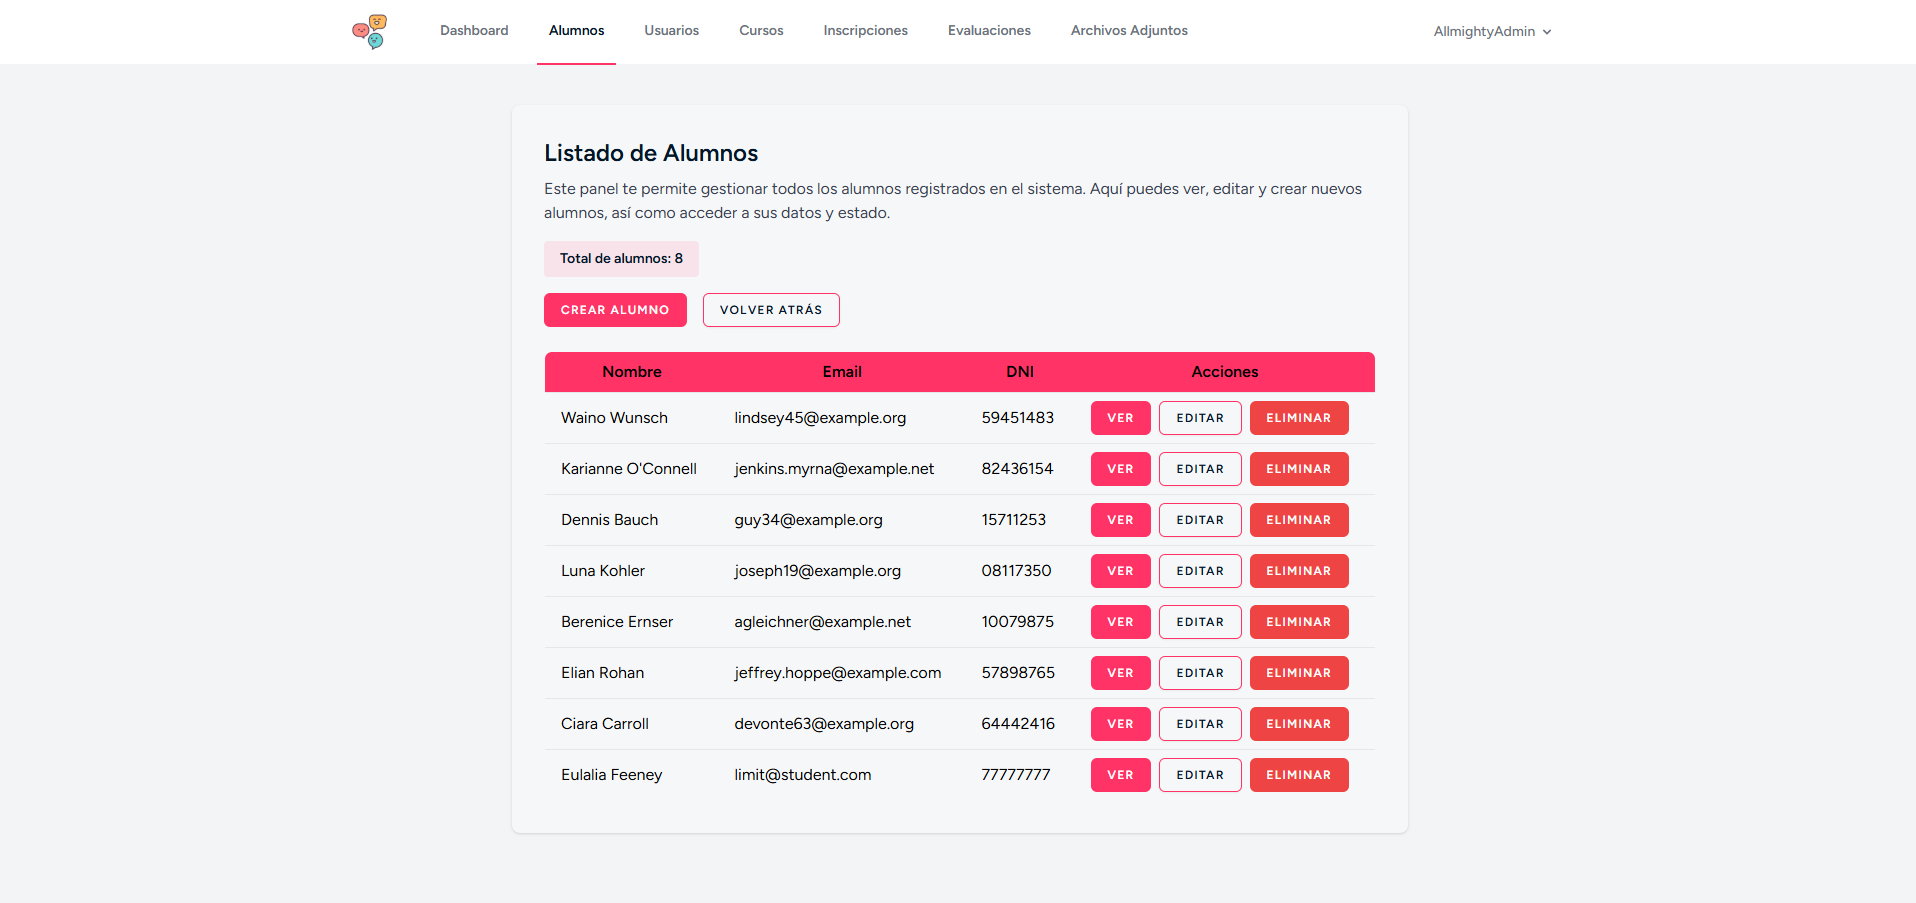 Dashboard Alumnos Usuarios Cursos Inscripciones Evaluaciones Archivos Adjuntos AllmightyAdmin
Listado de Alumnos
Este panel te permite gestionar todos los alumnos registrados en el sistema. Aquí puedes ver, editar y crear nuevos
alumnos, así como acceder a sus datos y estado.
Total de alumnos: 8
CREAR ALUMNO VOLVER ATRÁS
Nombre Email DNI Acciones
Waino Wunsch lindsey45@example.org 59451483 VER EDITAR ELIMINAR
Karianne O'Connell jenkins.myrna@example.net 82436154 VER EDITAR ELIMINAR
Dennis Bauch guy34@example.org 15711253 VER EDITAR ELIMINAR
Luna Kohler joseph19@example.org 08117350 VER EDITAR ELIMINAR
Berenice Ernser agleichner@example.net 10079875 VER EDITAR ELIMINAR
Elian Rohan jeffrey.hoppe@example.com 57898765 VER EDITAR ELIMINAR
Ciara Carroll devonte63@example.org 64442416 VER EDITAR ELIMINAR
Eulalia Feeney limit@student.com 77777777 VER EDITAR ELIMINAR